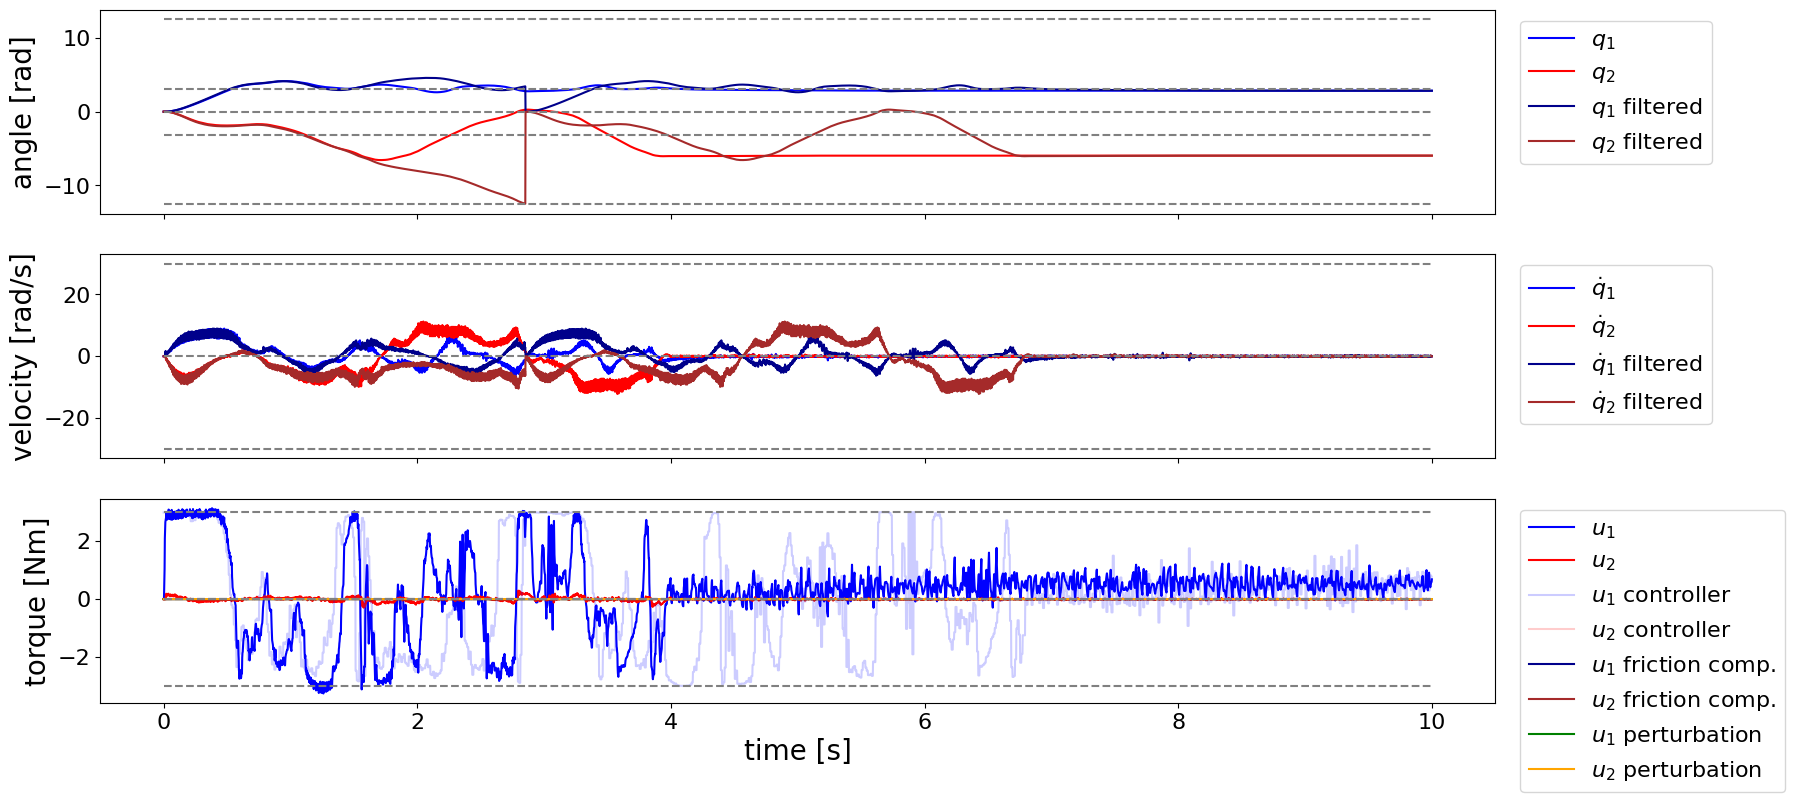 angle [rad]
10
0
−10
q₁
q₂
q₁ filtered
q₂ filtered
velocity [rad/s]
20
0
−20
q̇₁
q̇₂
q̇₁ filtered
q̇₂ filtered
torque [Nm]
2
0
−2
0 2 4 6 8 10
time [s]
u₁
u₂
u₁ controller
u₂ controller
u₁ friction comp.
u₂ friction comp.
u₁ perturbation
u₂ perturbation